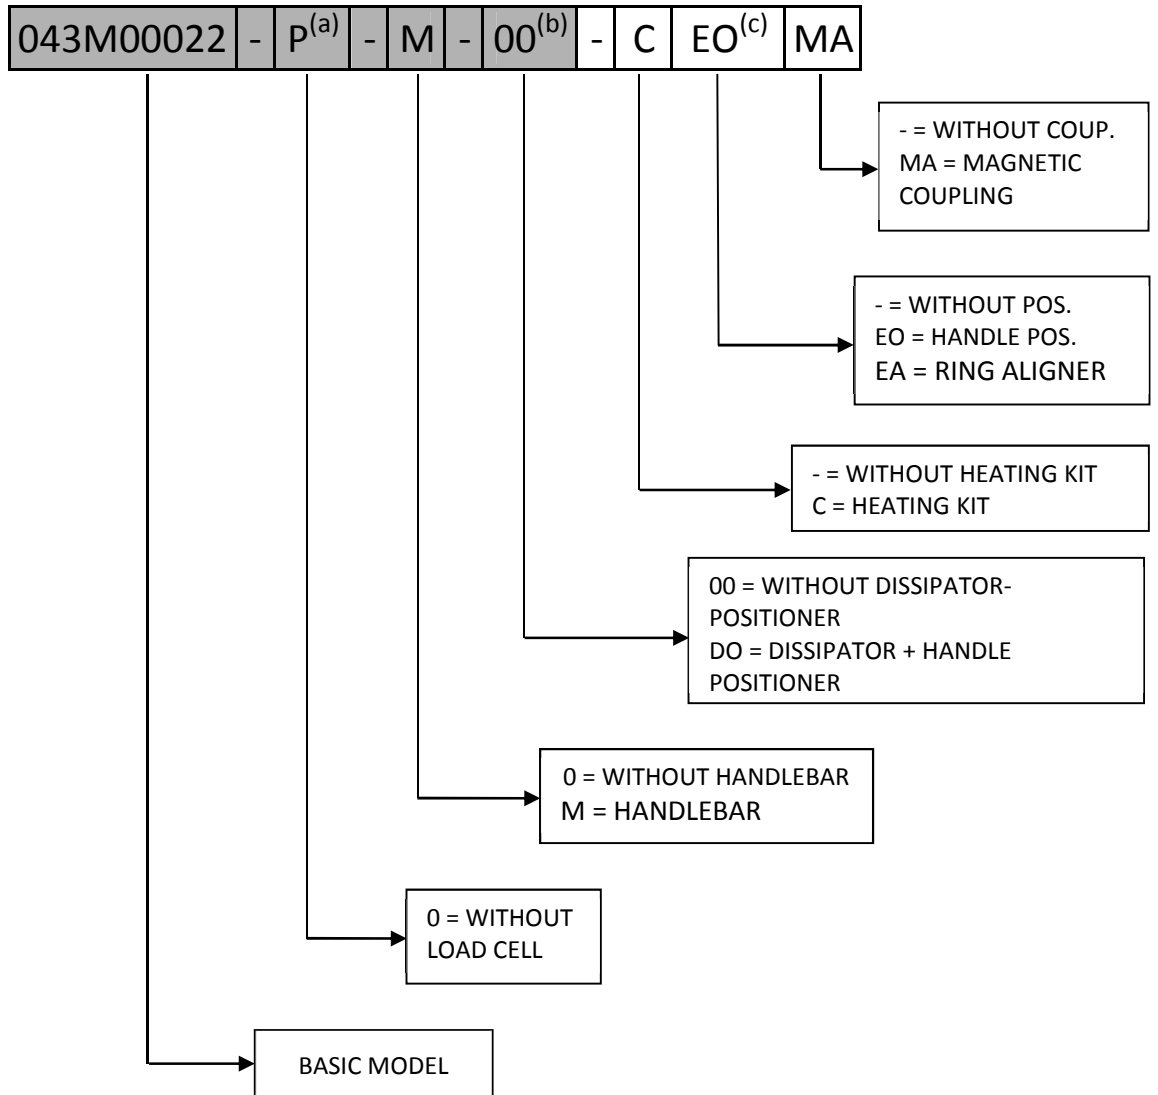 043M00022 - P(a) - M - 00(b) - C EO(c) MA
- = WITHOUT COUP.
MA = MAGNETIC
COUPLING
- = WITHOUT POS.
EO = HANDLE POS.
EA = RING ALIGNER
- = WITHOUT HEATING KIT
C = HEATING KIT
00 = WITHOUT DISSIPATOR-
POSITIONER
DO = DISSIPATOR + HANDLE
POSITIONER
0 = WITHOUT HANDLEBAR
M = HANDLEBAR
0 = WITHOUT
LOAD CELL
BASIC MODEL